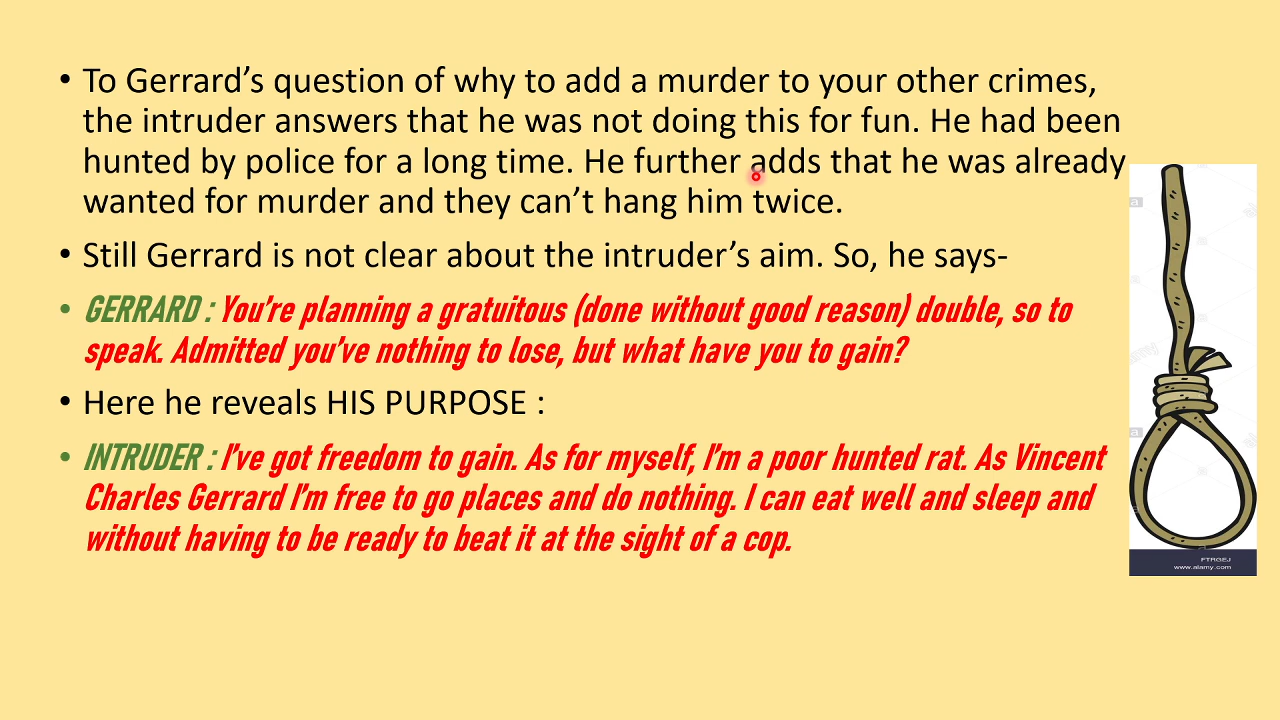 • To Gerrard’s question of why to add a murder to your other crimes,
the intruder answers that he was not doing this for fun. He had been
hunted by police for a long time. He further adds that he was already
wanted for murder and they can’t hang him twice.
• Still Gerrard is not clear about the intruder’s aim. So, he says-
• GERRARD : You’re planning a gratuitous (done without good reason) double, so to
speak. Admitted you’ve nothing to lose, but what have you to gain?
• Here he reveals HIS PURPOSE :
• INTRUDER : I’ve got freedom to gain. As for myself, I’m a poor hunted rat. As Vincent
Charles Gerrard I’m free to go places and do nothing. I can eat well and sleep and
without having to be ready to beat it at the sight of a cop.
a
a
FTRGEJ
www.alamy.com